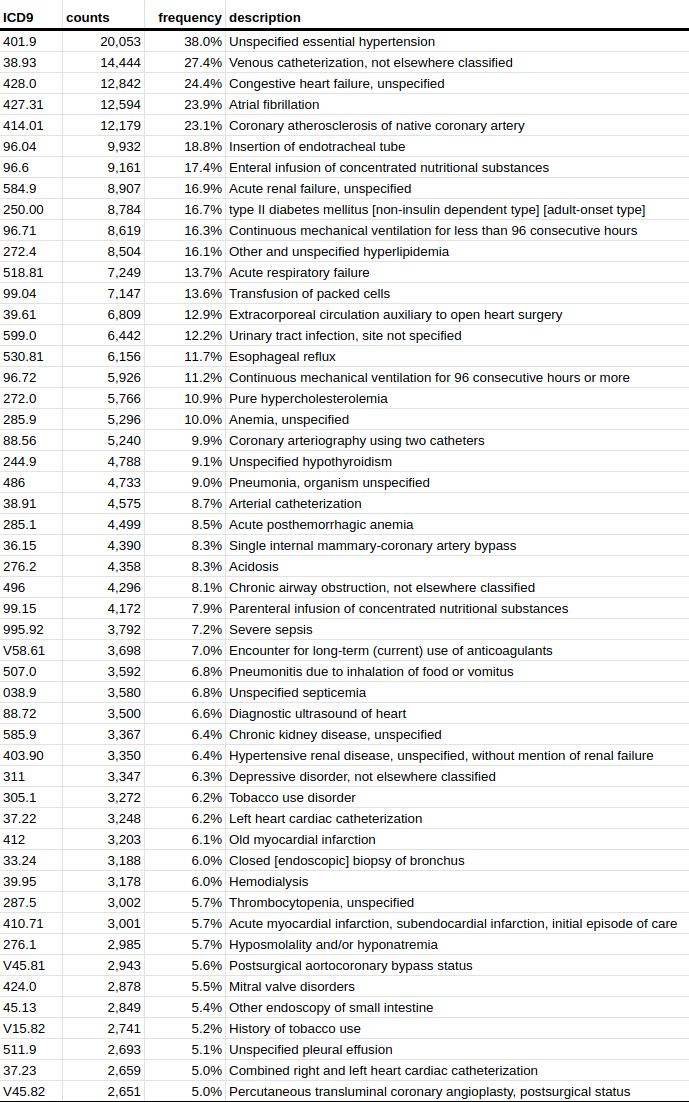 ICD9 counts frequency description
401.9 20,053 38.0% Unspecified essential hypertension
38.93 14,444 27.4% Venous catheterization, not elsewhere classified
428.0 12,842 24.4% Congestive heart failure, unspecified
427.31 12,594 23.9% Atrial fibrillation
414.01 12,179 23.1% Coronary atherosclerosis of native coronary artery
96.04 9,932 18.8% Insertion of endotracheal tube
96.6 9,161 17.4% Enteral infusion of concentrated nutritional substances
584.9 8,907 16.9% Acute renal failure, unspecified
250.00 8,784 16.7% type II diabetes mellitus [non-insulin dependent type] [adult-onset type]
96.71 8,619 16.3% Continuous mechanical ventilation for less than 96 consecutive hours
272.4 8,504 16.1% Other and unspecified hyperlipidemia
518.81 7,249 13.7% Acute respiratory failure
99.04 7,147 13.6% Transfusion of packed cells
39.61 6,809 12.9% Extracorporeal circulation auxiliary to open heart surgery
599.0 6,442 12.2% Urinary tract infection, site not specified
530.81 6,156 11.7% Esophageal reflux
96.72 5,926 11.2% Continuous mechanical ventilation for 96 consecutive hours or more
272.0 5,766 10.9% Pure hypercholesterolemia
285.9 5,296 10.0% Anemia, unspecified
88.56 5,240 9.9% Coronary arteriography using two catheters
244.9 4,788 9.1% Unspecified hypothyroidism
486 4,733 9.0% Pneumonia, organism unspecified
38.91 4,575 8.7% Arterial catheterization
285.1 4,499 8.5% Acute posthemorrhagic anemia
36.15 4,390 8.3% Single internal mammary-coronary artery bypass
276.2 4,358 8.3% Acidosis
496 4,296 8.1% Chronic airway obstruction, not elsewhere classified
99.15 4,172 7.9% Parenteral infusion of concentrated nutritional substances
995.92 3,792 7.2% Severe sepsis
V58.61 3,698 7.0% Encounter for long-term (current) use of anticoagulants
507.0 3,592 6.8% Pneumonitis due to inhalation of food or vomitus
038.9 3,580 6.8% Unspecified septicemia
88.72 3,500 6.6% Diagnostic ultrasound of heart
585.9 3,367 6.4% Chronic kidney disease, unspecified
403.90 3,350 6.4% Hypertensive renal disease, unspecified, without mention of renal failure
311 3,347 6.3% Depressive disorder, not elsewhere classified
305.1 3,272 6.2% Tobacco use disorder
37.22 3,248 6.2% Left heart cardiac catheterization
412 3,203 6.1% Old myocardial infarction
33.24 3,188 6.0% Closed [endoscopic] biopsy of bronchus
39.95 3,178 6.0% Hemodialysis
287.5 3,002 5.7% Thrombocytopenia, unspecified
410.71 3,001 5.7% Acute myocardial infarction, subendocardial infarction, initial episode of care
276.1 2,985 5.7% Hyposmolality and/or hyponatremia
V45.81 2,943 5.6% Postsurgical aortocoronary bypass status
424.0 2,878 5.5% Mitral valve disorders
45.13 2,849 5.4% Other endoscopy of small intestine
V15.82 2,741 5.2% History of tobacco use
511.9 2,693 5.1% Unspecified pleural effusion
37.23 2,659 5.0% Combined right and left heart cardiac catheterization
V45.82 2,651 5.0% Percutaneous transluminal coronary angioplasty, postsurgical status